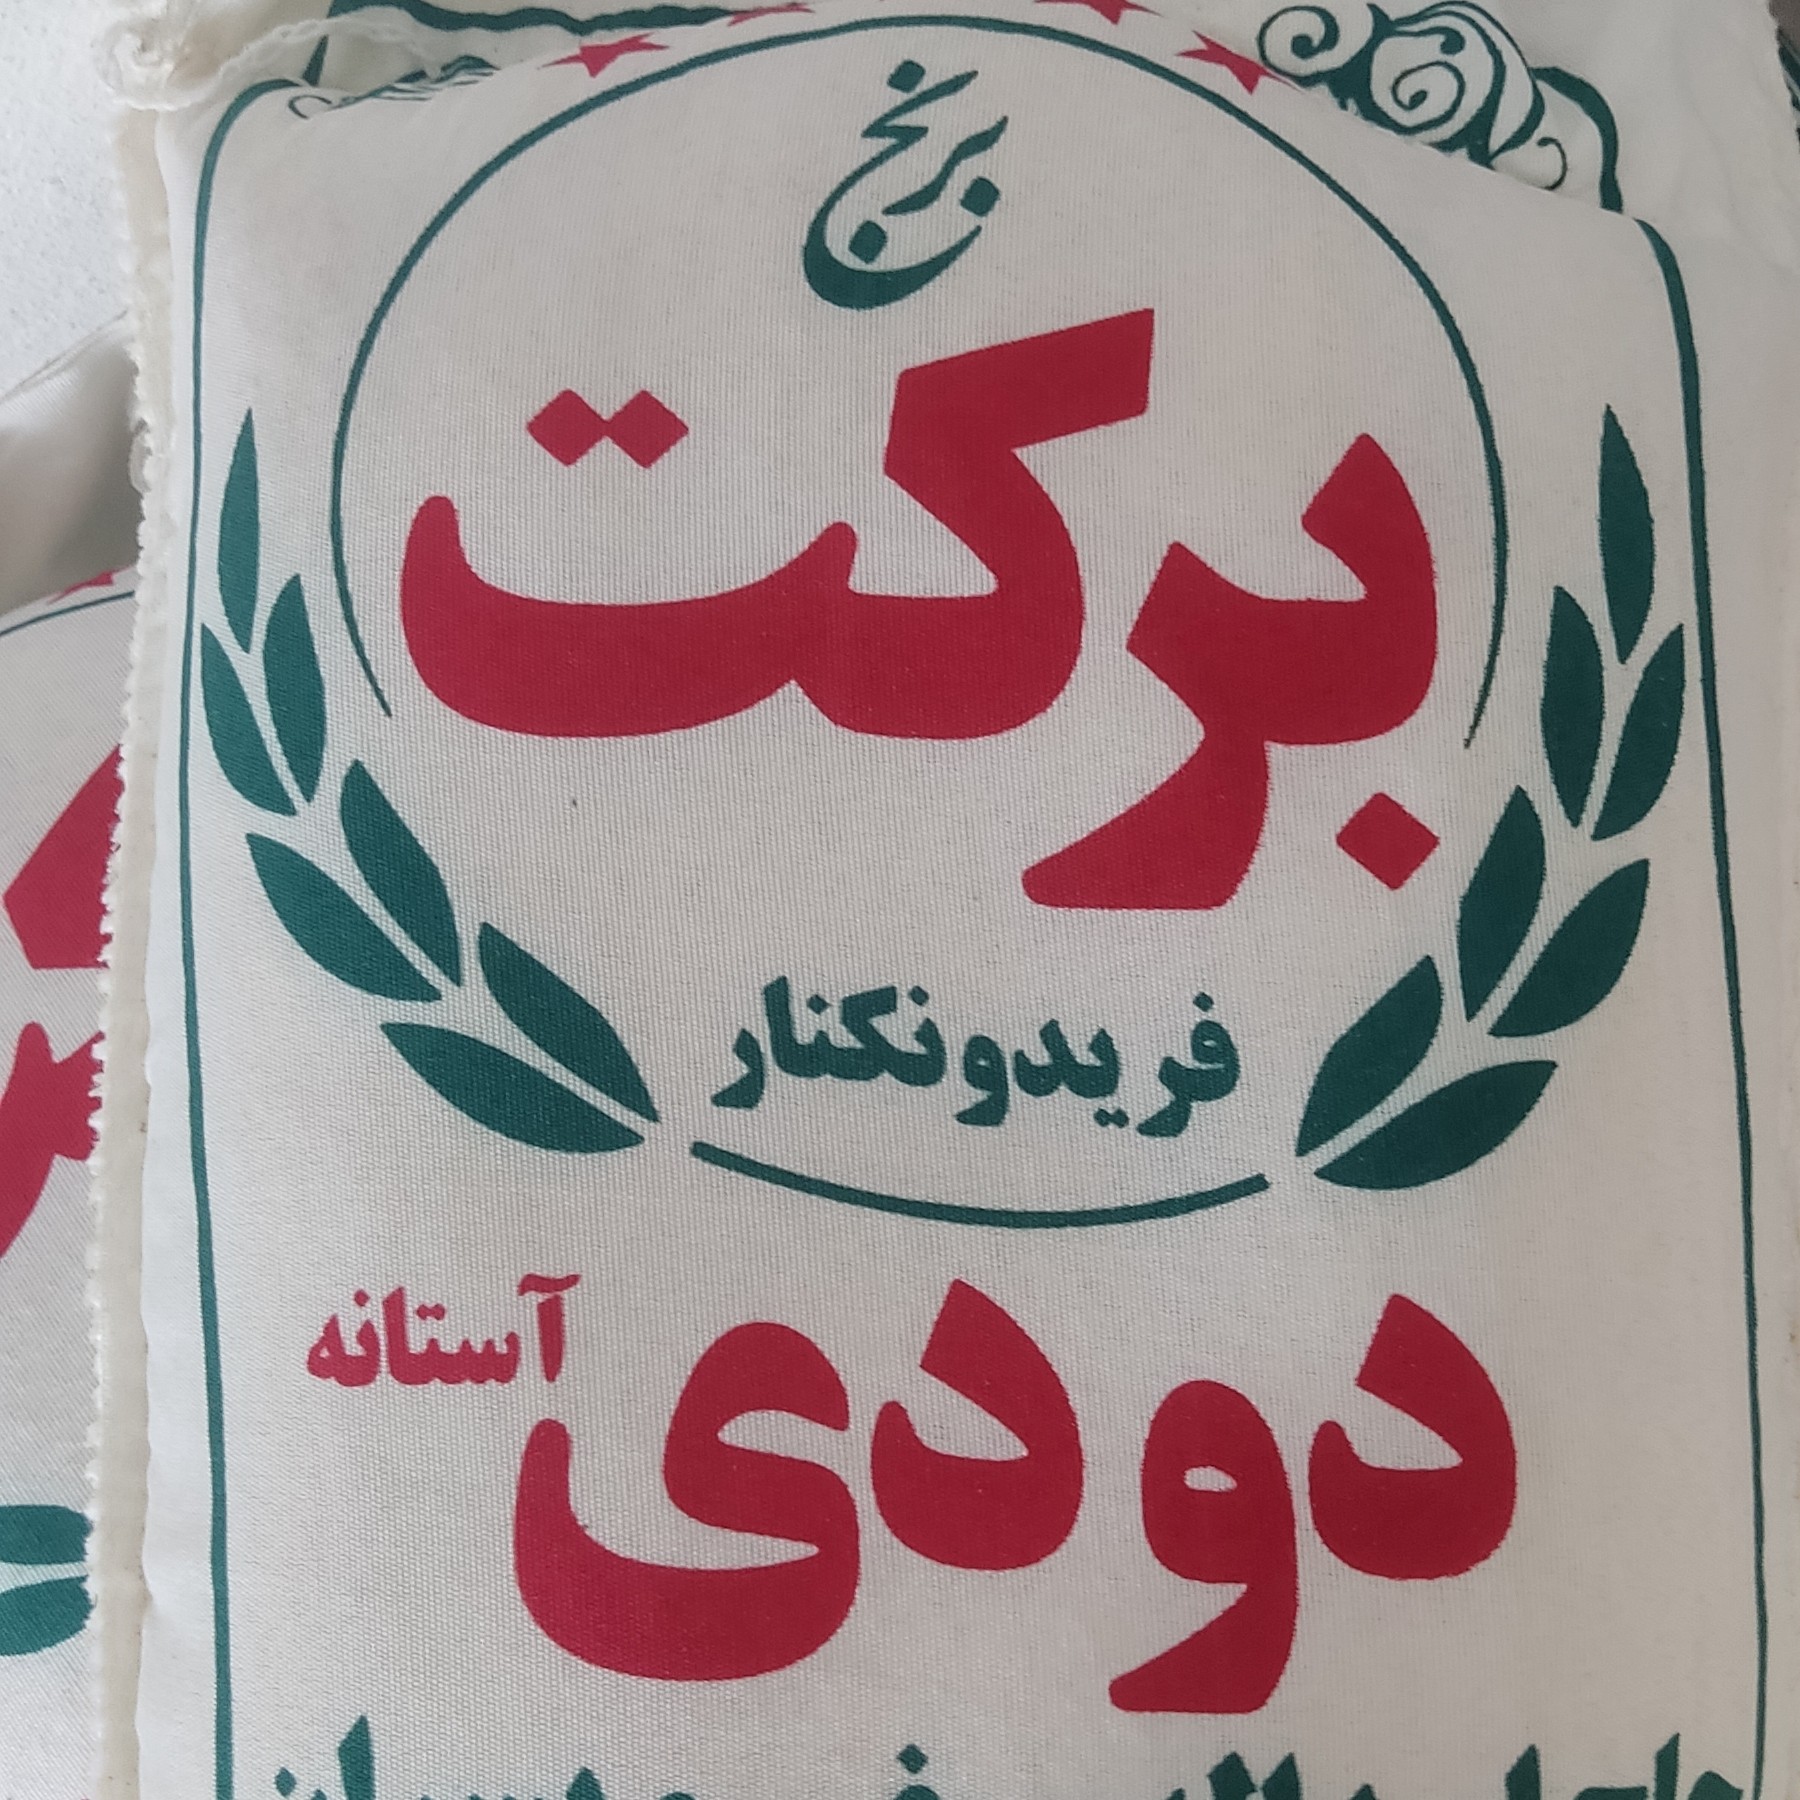 برنج
برکت
فریدونکنار
دودی آستانه